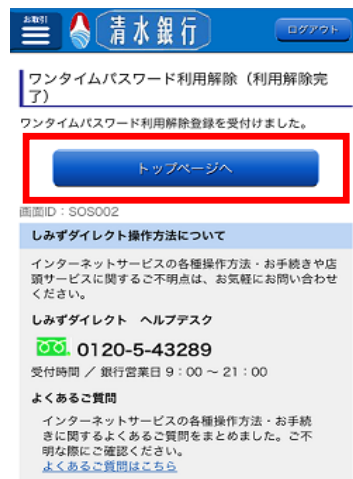 お取引
清水銀行
ログアウト
ワンタイムパスワード利用解除（利用解除完
了）
ワンタイムパスワード利用解除登録を受付けました。
トップページへ
画面ID：SOS002
しみずダイレクト操作方法について
インターネットサービスの各種操作方法・お手続きや店
頭サービスに関するご不明点は、お気軽にお問い合わせ
ください。
しみずダイレクト　ヘルプデスク
0120-5-43289
受付時間 ／ 銀行営業日 9：00 ～ 21：00
よくあるご質問
インターネットサービスの各種操作方法・お手続
きに関するよくあるご質問をまとめました。ご不
明な際にご確認ください。
よくあるご質問はこちら